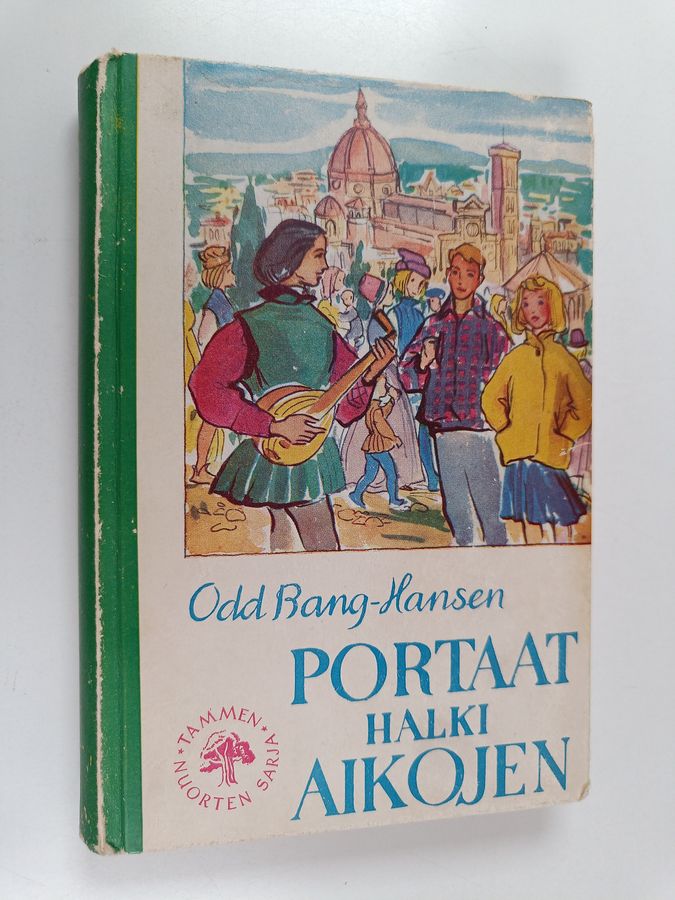 Odd Bang-Hansen
PORTAAT
HALKI
AIKOJEN
★ TAMMEN ★
NUORTEN SARJA